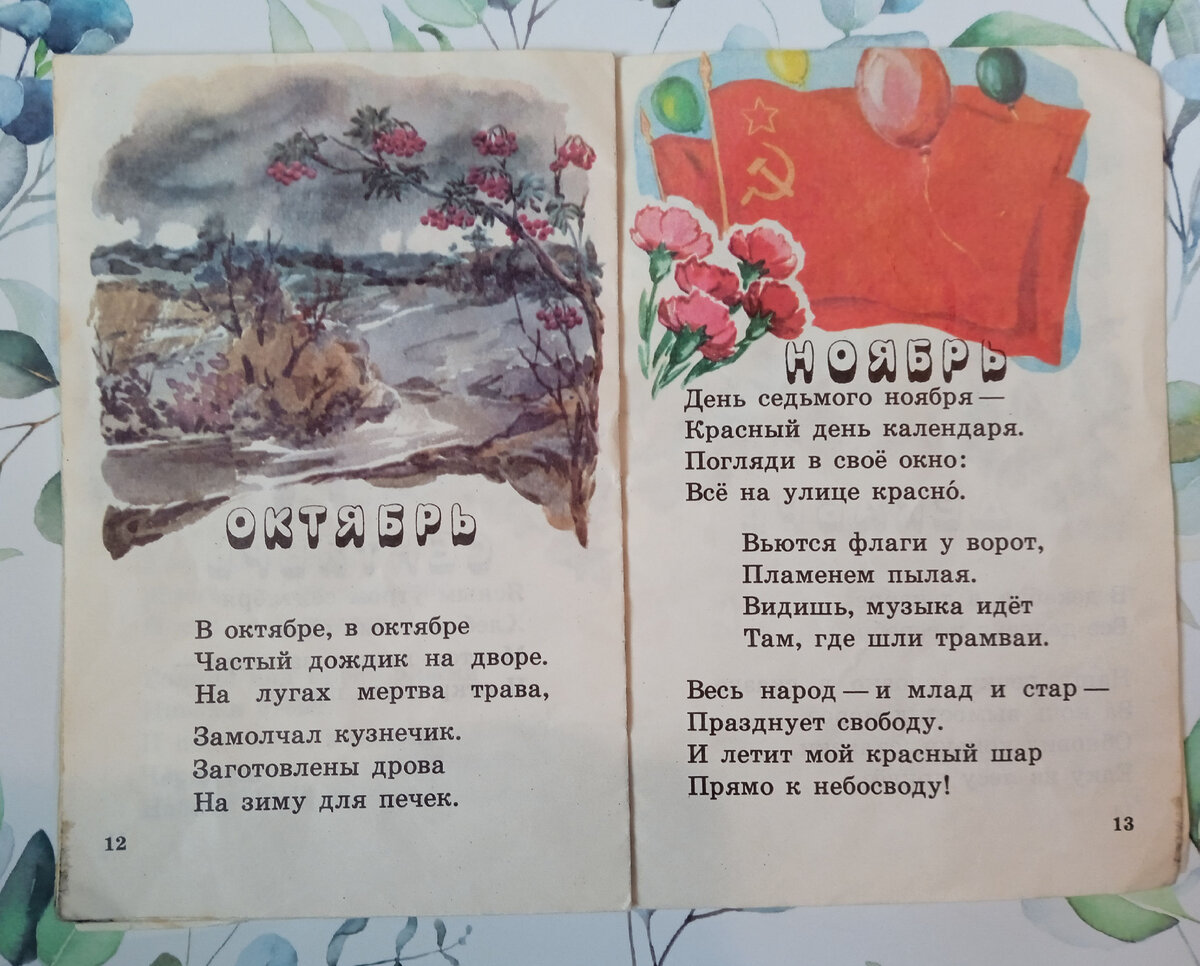 ОКТЯБРЬ
В октябре, в октябре
Частый дождик на дворе.
На лугах мертва трава,
Замолчал кузнечик.
Заготовлены дрова
На зиму для печек.
12
НОЯБРЬ
День седьмого ноября —
Красный день календаря.
Погляди в своё окно:
Всё на улице краснó.
Вьются флаги у ворот,
Пламенем пылая.
Видишь, музыка идёт
Там, где шли трамваи.
Весь народ — и млад и стар —
Празднует свободу.
И летит мой красный шар
Прямо к небосводу!
13